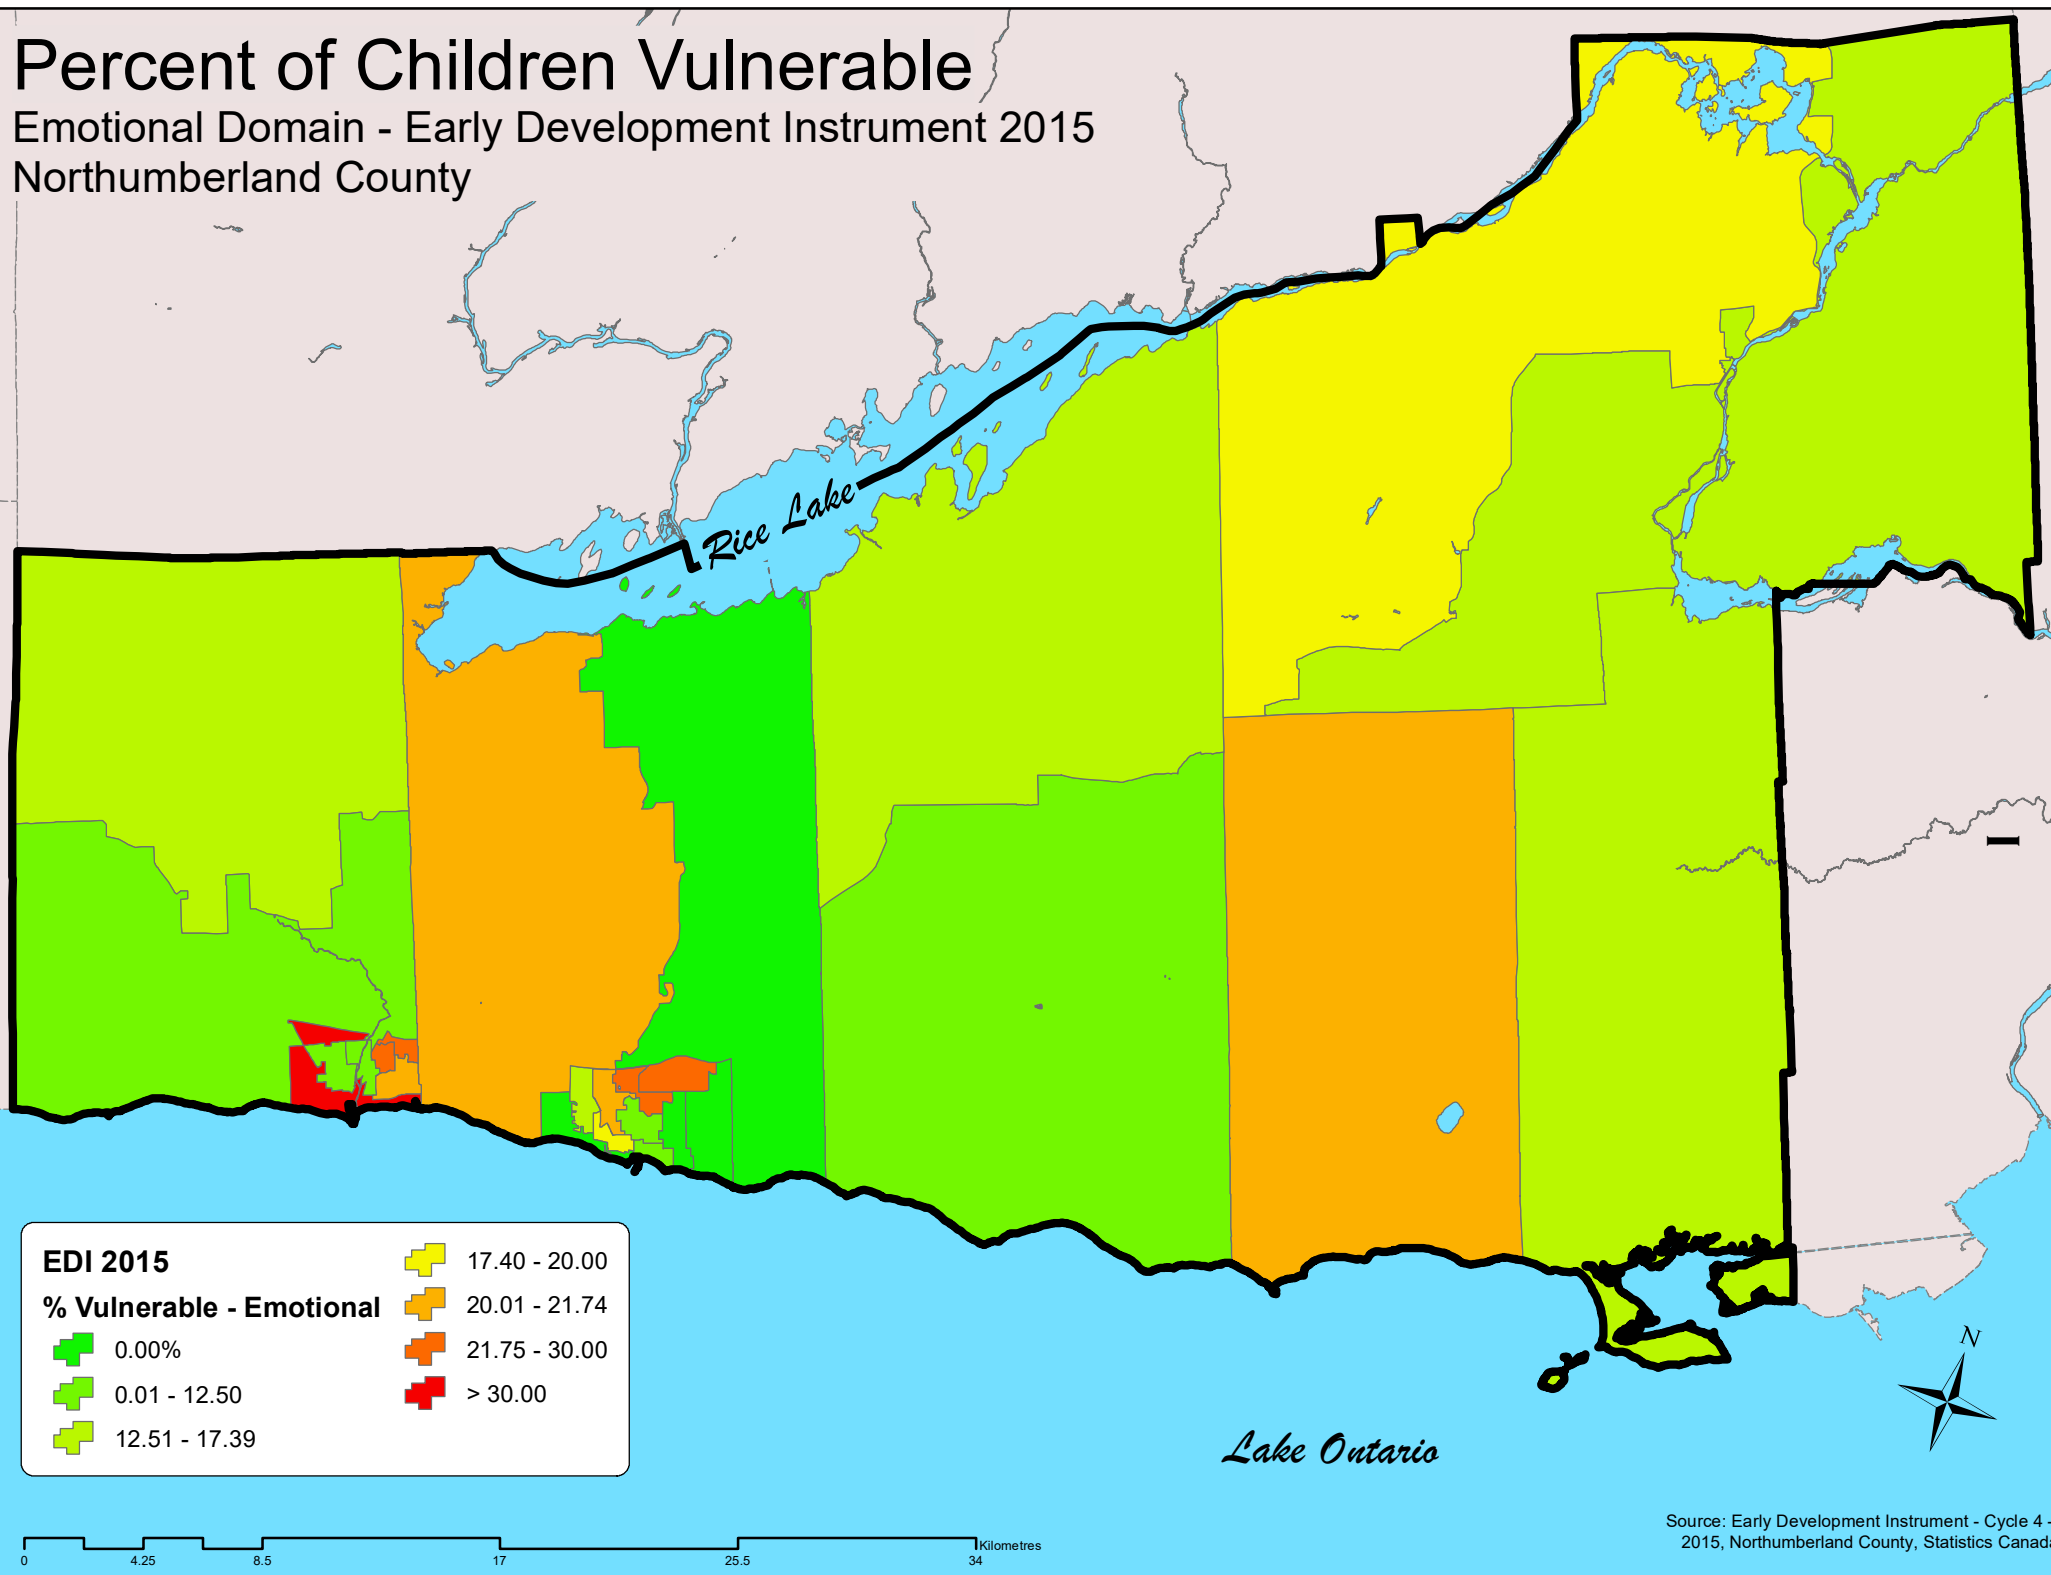 Percent of Children Vulnerable
Emotional Domain - Early Development Instrument 2015
Northumberland County
Rice Lake
EDI 2015
% Vulnerable - Emotional
0.00%
0.01 - 12.50
12.51 - 17.39
17.40 - 20.00
20.01 - 21.74
21.75 - 30.00
> 30.00
N
Lake Ontario
Source: Early Development Instrument - Cycle 4 -
2015, Northumberland County, Statistics Canada
Kilometres
0 4.25 8.5 17 25.5 34